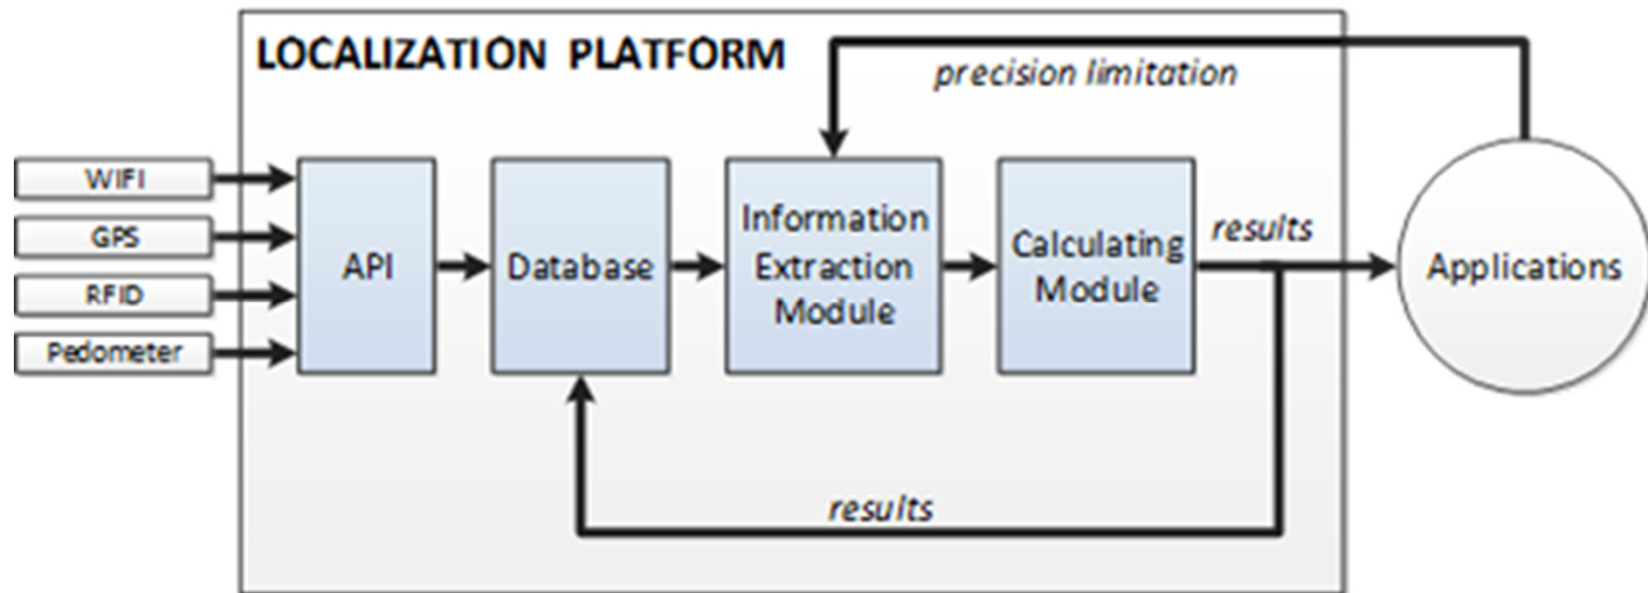 LOCALIZATION PLATFORM
precision limitation
WIFI
GPS
RFID
Pedometer
API
Database
Information
Extraction
Module
Calculating
Module
results
Applications
results